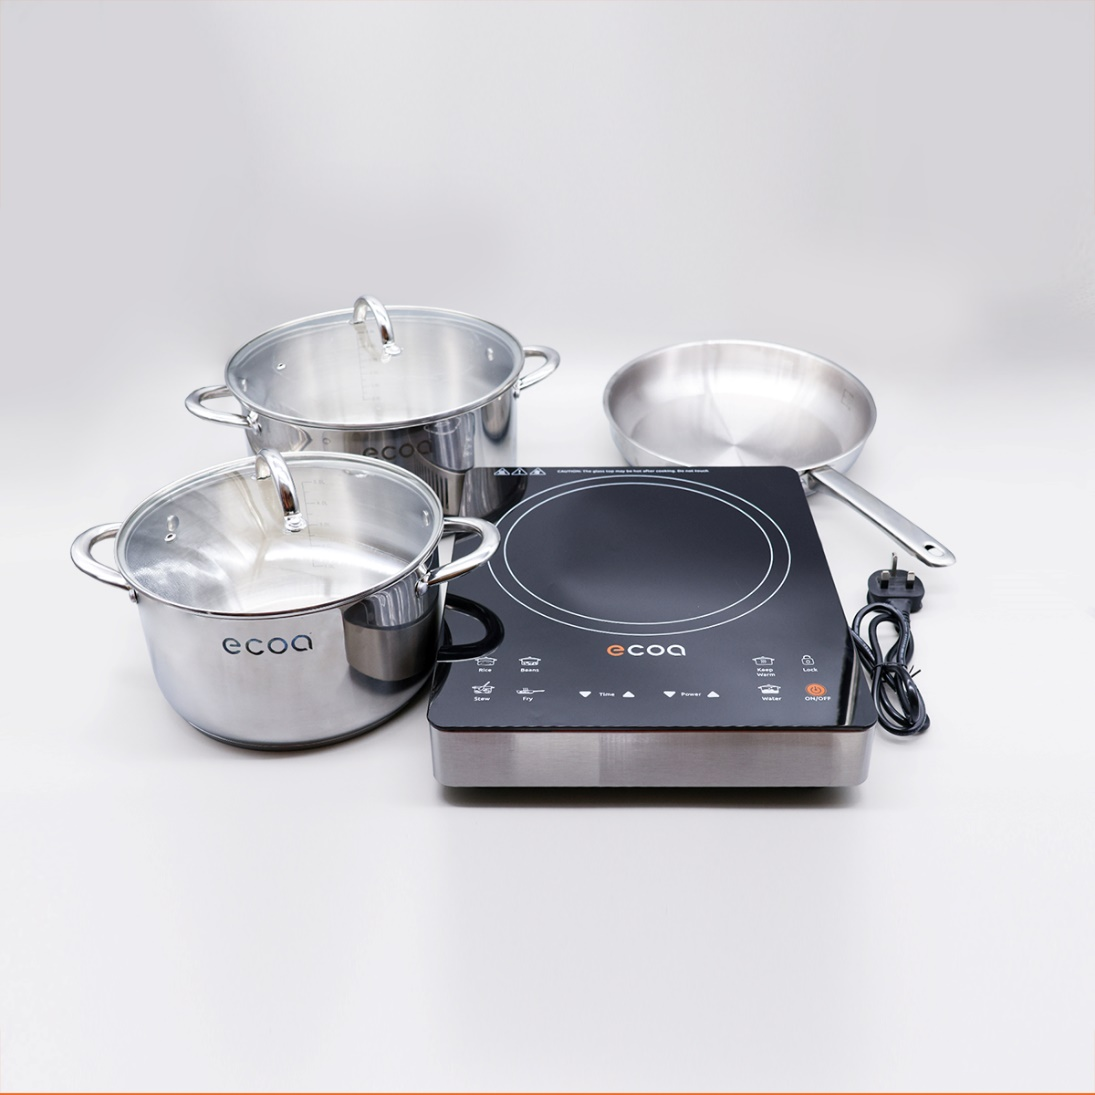 ecoa
CAUTION: The glass top may be hot after cooking. Do not touch
ecoa
ecoa
Rice
Beans
Keep
Warm
Lock
Stew
Fry
Time
Power
Water
ON/OFF